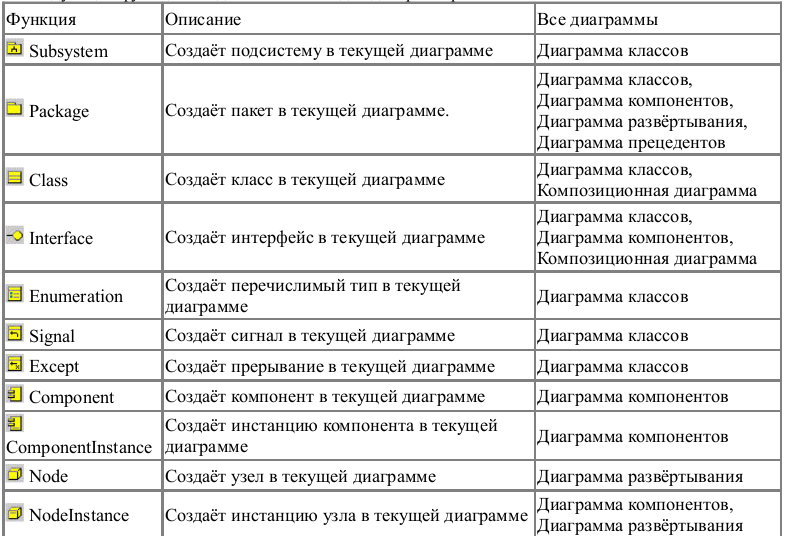 Функция Описание Все диаграммы
Subsystem Создаёт подсистему в текущей диаграмме Диаграмма классов
Package Создаёт пакет в текущей диаграмме. Диаграмма классов,
Диаграмма компонентов,
Диаграмма развёртывания,
Диаграмма прецедентов
Class Создаёт класс в текущей диаграмме Диаграмма классов,
Композиционная диаграмма
Interface Создаёт интерфейс в текущей диаграмме Диаграмма классов,
Диаграмма компонентов,
Композиционная диаграмма
Enumeration Создаёт перечислимый тип в текущей
диаграмме Диаграмма классов
Signal Создаёт сигнал в текущей диаграмме Диаграмма классов
Except Создаёт прерывание в текущей диаграмме Диаграмма классов
Component Создаёт компонент в текущей диаграмме Диаграмма компонентов
ComponentInstance Создаёт инстанцию компонента в текущей
диаграмме Диаграмма компонентов
Node Создаёт узел в текущей диаграмме Диаграмма развёртывания
NodeInstance Создаёт инстанцию узла в текущей диаграмме Диаграмма компонентов,
Диаграмма развёртывания